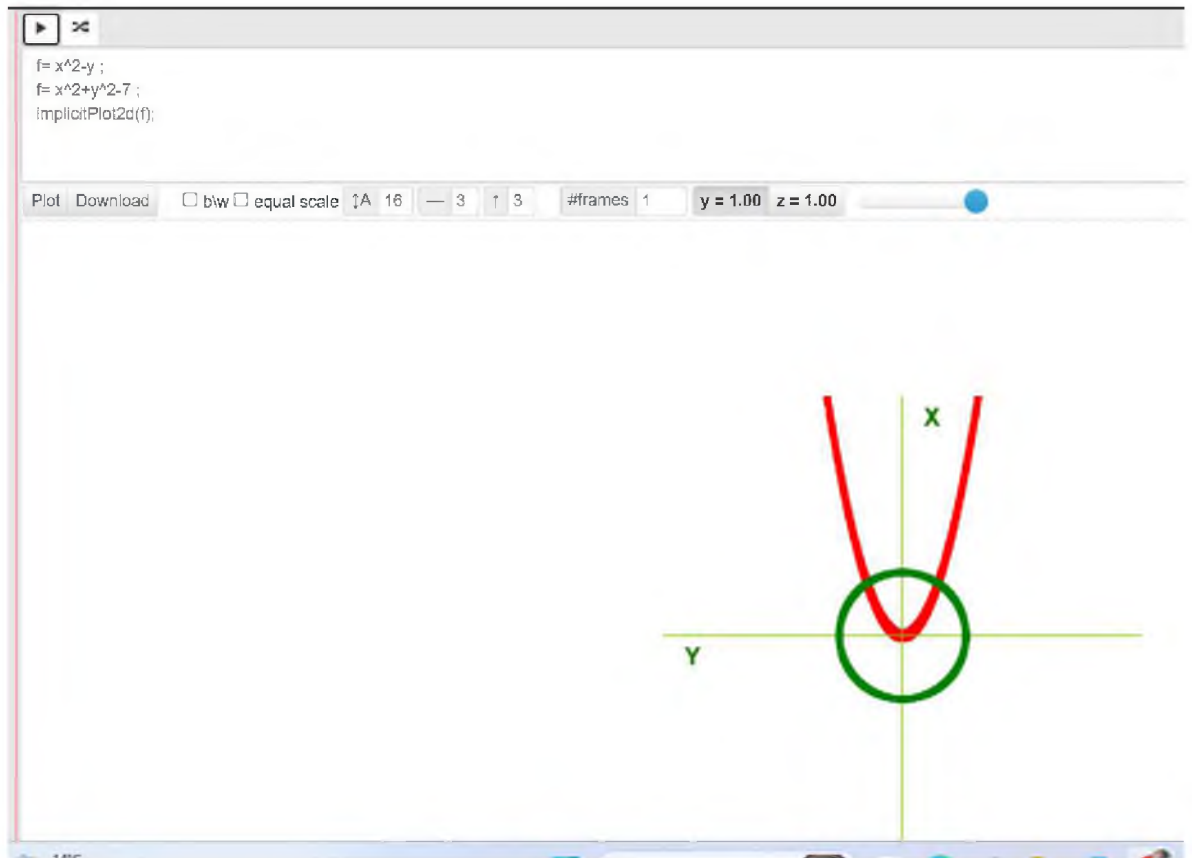 f= x^2-y ;
f= x^2+y^2-7 ;
ImplicitPlot2d(f);
Plot Download b\w equal scale ↕A 16 — 3 ↑ 3 #frames 1 y = 1.00 z = 1.00
X
Y